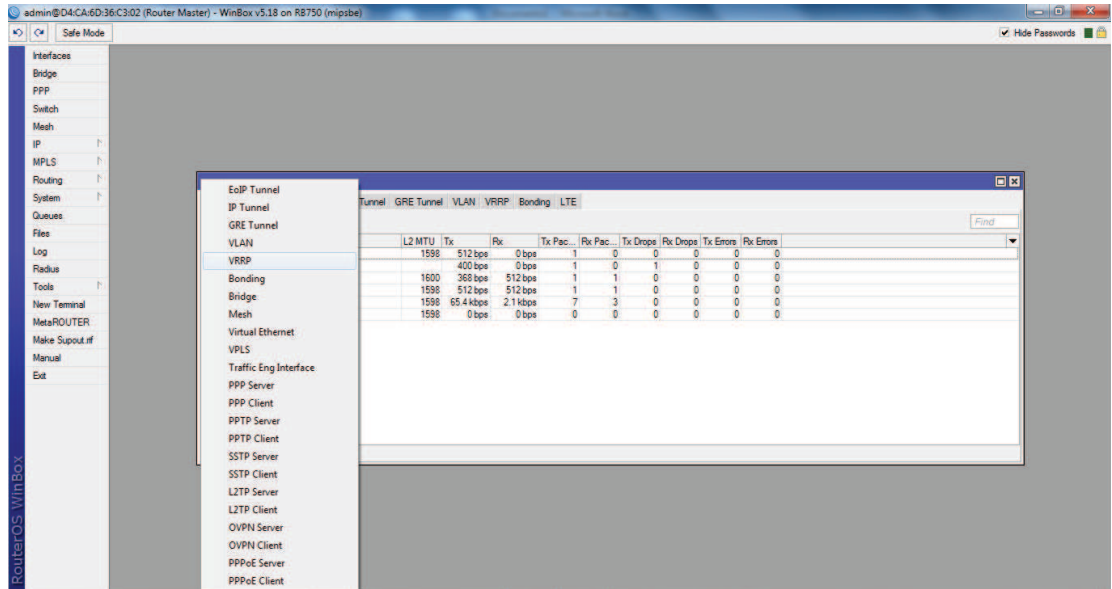 admin@D4:CA:6D:36:C3:02 (Router Master) - WinBox v5.18 on RB750 (mipsbe)
Safe Mode
Hide Passwords
Interfaces
Bridge
PPP
Switch
Mesh
IP
MPLS
Routing
System
Queues
Files
Log
Radius
Tools
New Terminal
MetaROUTER
Make Supout.rif
Manual
Exit
RouterOS WinBox
EoIP Tunnel
IP Tunnel
GRE Tunnel
VLAN
VRRP
Bonding
Bridge
Mesh
Virtual Ethernet
VPLS
Traffic Eng Interface
PPP Server
PPP Client
PPTP Server
PPTP Client
SSTP Server
SSTP Client
L2TP Server
L2TP Client
OVPN Server
OVPN Client
PPPoE Server
PPPoE Client
Tunnel GRE Tunnel VLAN VRRP Bonding LTE
Find
L2 MTU Tx Rx Tx Pac... Rx Pac... Tx Drops Rx Drops Tx Errors Rx Errors
1598 512 bps 0 bps 1 0 0 0 0 0
400 bps 0 bps 1 0 1 0 0 0
1600 368 bps 512 bps 1 1 0 0 0 0
1598 512 bps 512 bps 1 1 0 0 0 0
1598 65.4 kbps 2.1 kbps 7 3 0 0 0 0
1598 0 bps 0 bps 0 0 0 0 0 0